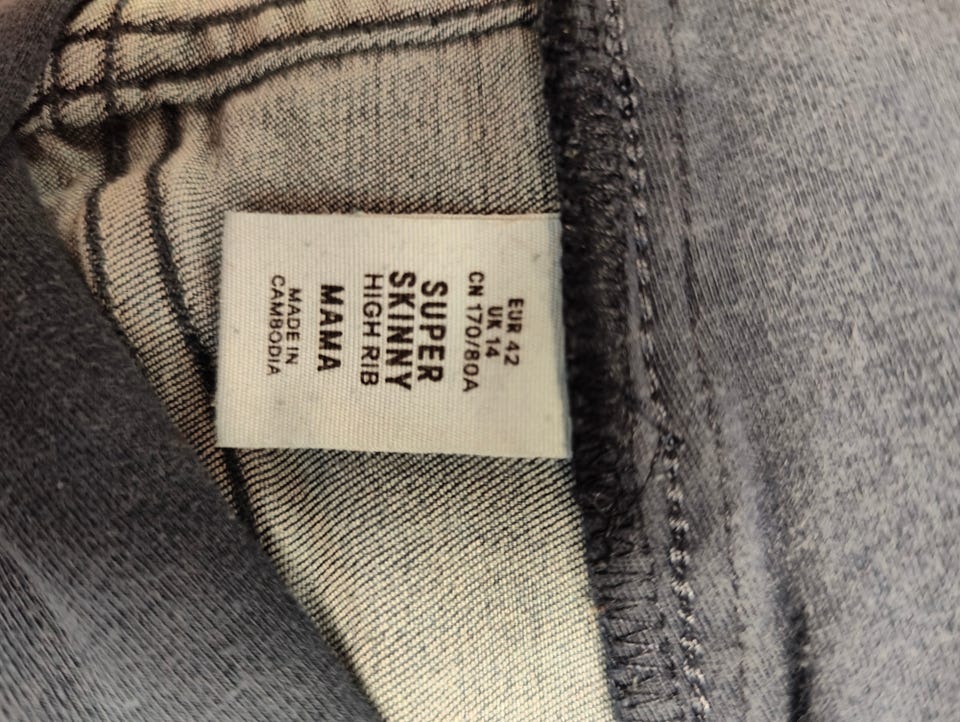 EUR 42
UK 14
CN 170/80A
SUPER
SKINNY
HIGH RIB
MAMA
MADE IN
CAMBODIA